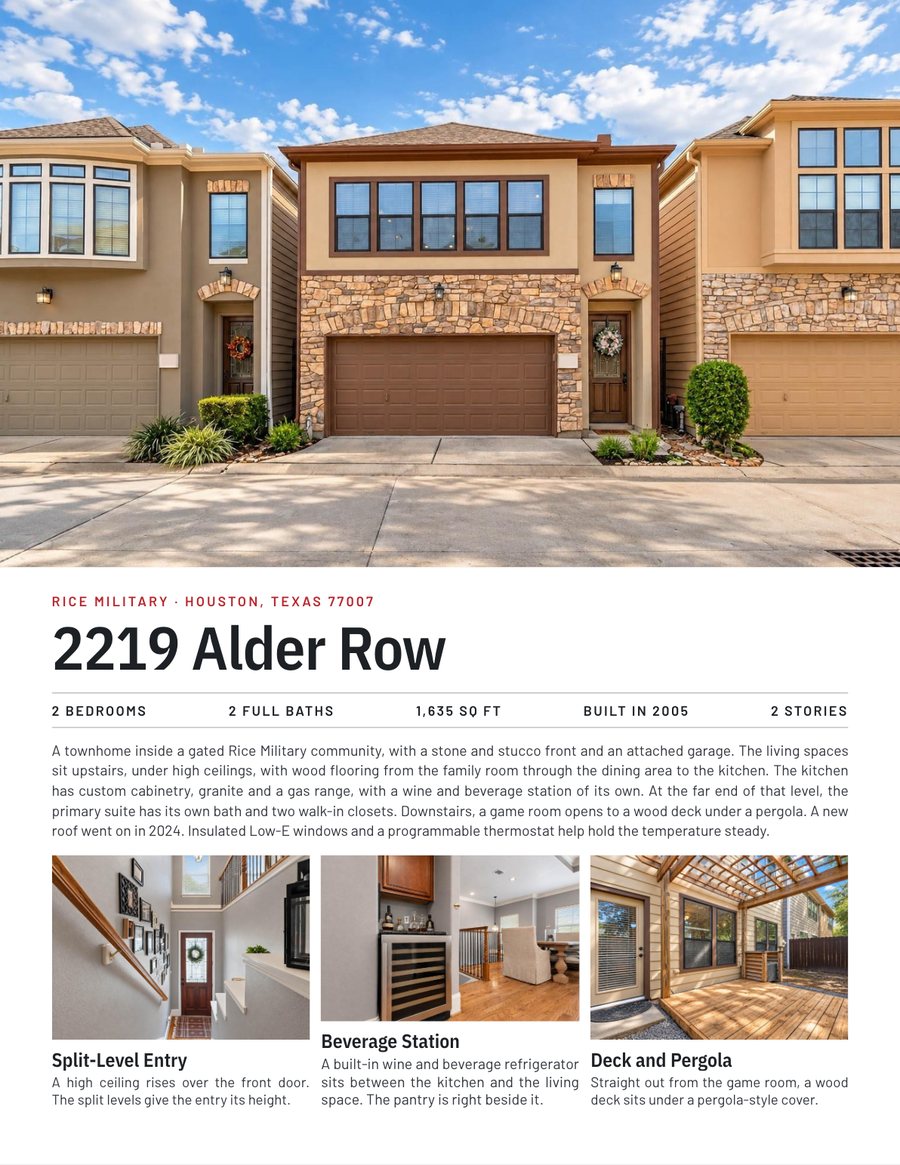 RICE MILITARY · HOUSTON, TEXAS 77007
2219 Alder Row
2 BEDROOMS 2 FULL BATHS 1,635 SQ FT BUILT IN 2005 2 STORIES
A townhome inside a gated Rice Military community, with a stone and stucco front and an attached garage. The living spaces
sit upstairs, under high ceilings, with wood flooring from the family room through the dining area to the kitchen. The kitchen
has custom cabinetry, granite and a gas range, with a wine and beverage station of its own. At the far end of that level, the
primary suite has its own bath and two walk-in closets. Downstairs, a game room opens to a wood deck under a pergola. A new
roof went on in 2024. Insulated Low-E windows and a programmable thermostat help hold the temperature steady.
Split-Level Entry
A high ceiling rises over the front door.
The split levels give the entry its height.
Beverage Station
A built-in wine and beverage refrigerator
sits between the kitchen and the living
space. The pantry is right beside it.
Deck and Pergola
Straight out from the game room, a wood
deck sits under a pergola-style cover.